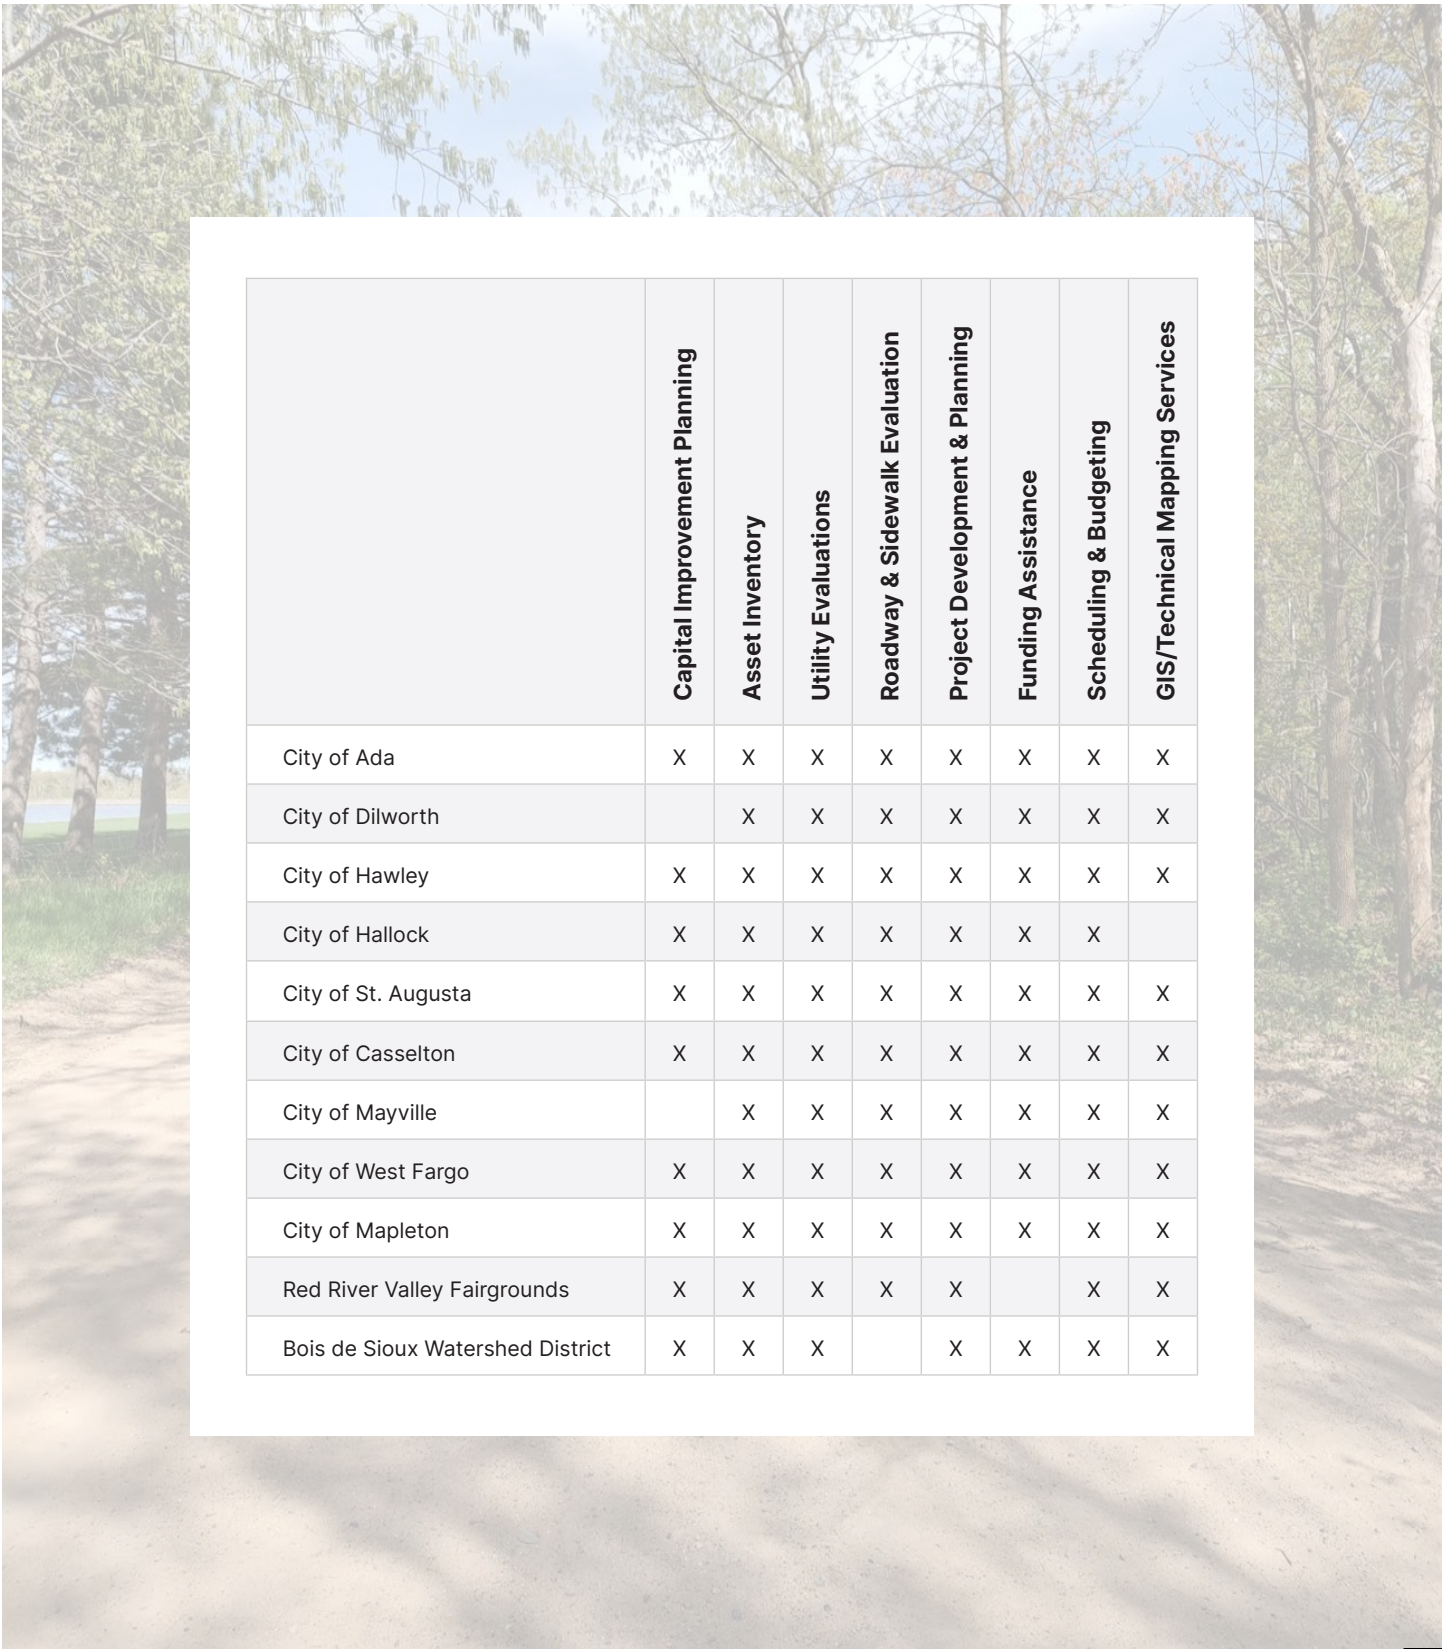 Capital Improvement Planning
Asset Inventory
Utility Evaluations
Roadway & Sidewalk Evaluation
Project Development & Planning
Funding Assistance
Scheduling & Budgeting
GIS/Technical Mapping Services
City of Ada X X X X X X X X
City of Dilworth X X X X X X X
City of Hawley X X X X X X X X
City of Hallock X X X X X X X
City of St. Augusta X X X X X X X X
City of Casselton X X X X X X X X
City of Mayville X X X X X X X
City of West Fargo X X X X X X X X
City of Mapleton X X X X X X X X
Red River Valley Fairgrounds X X X X X X X
Bois de Sioux Watershed District X X X X X X X